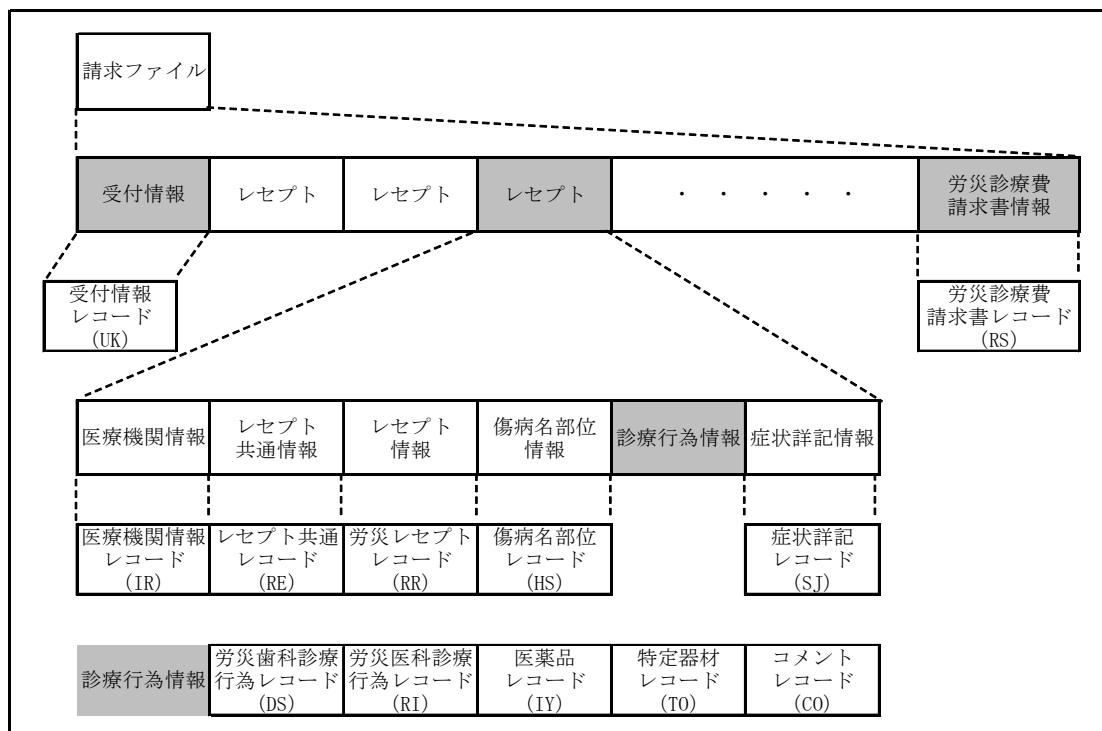 請求ファイル
受付情報
レセプト
レセプト
レセプト
・ ・ ・ ・ ・
労災診療費
請求書情報
受付情報
レコード
(UK)
労災診療費
請求書レコード
(RS)
医療機関情報
レセプト
共通情報
レセプト
情報
傷病名部位
情報
診療行為情報
症状詳記情報
医療機関情報
レコード
(IR)
レセプト共通
レコード
(RE)
労災レセプト
レコード
(RR)
傷病名部位
レコード
(HS)
症状詳記
レコード
(SJ)
診療行為情報
労災歯科診療
行為レコード
(DS)
労災医科診療
行為レコード
(RI)
医薬品
レコード
(IY)
特定器材
レコード
(TO)
コメント
レコード
(CO)